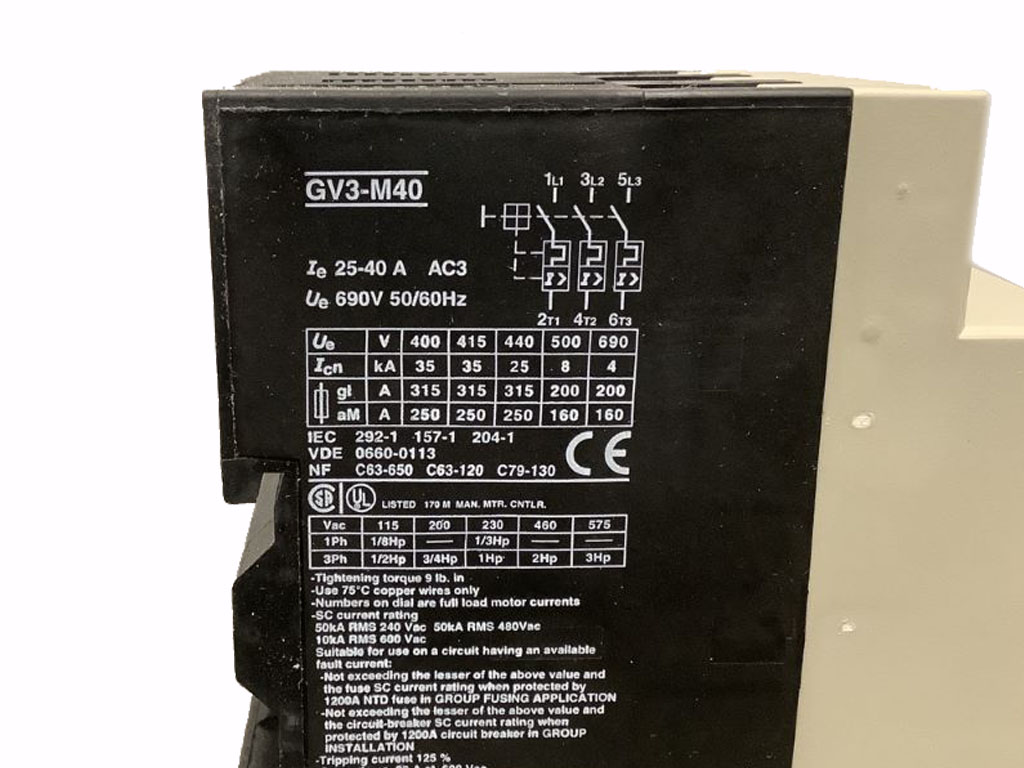 GV3-M40
1L1 3L2 5L3
Ie 25-40 A AC3
Ue 690V 50/60Hz
I> I> I>
2T1 4T2 6T3
Ue V 400 415 440 500 690
Icn kA 35 35 25 8 4
gI A 315 315 315 200 200
aM A 250 250 250 160 160
IEC 292-1 157-1 204-1
VDE 0660-0113
NF C63-650 C63-120 C79-130
CE
SA UL LISTED 170 M MAN. MTR. CNTLR.
Vac 115 200 230 460 575
1Ph 1/8Hp — 1/3Hp — —
3Ph 1/2Hp 3/4Hp 1Hp 2Hp 3Hp
-Tightening torque 9 lb. in
-Use 75°C copper wires only
-Numbers on dial are full load motor currents
-SC current rating
50kA RMS 240 Vac 50kA RMS 480Vac
10kA RMS 600 Vac
Suitable for use on a circuit having an available
fault current:
-Not exceeding the lesser of the above value and
the fuse SC current rating when protected by
1200A NTD fuse in GROUP FUSING APPLICATION
-Not exceeding the lesser of the above value and
the circuit-breaker SC current rating when
protected by 1200A circuit breaker in GROUP
INSTALLATION
-Tripping current 125 %